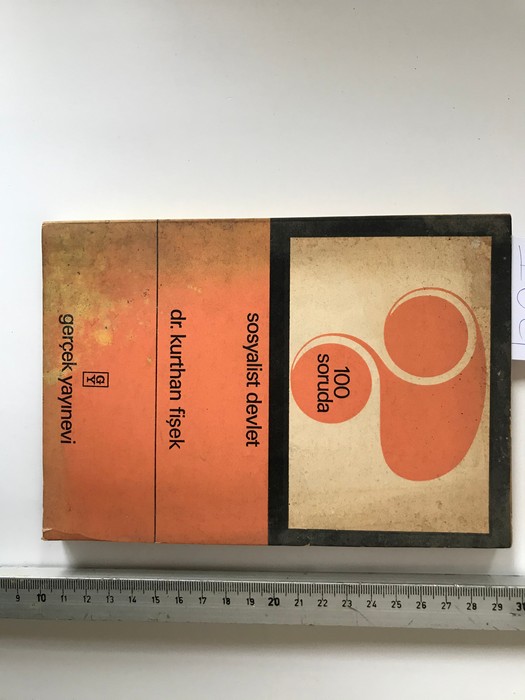 100
soruda
sosyalist devlet
dr. kurthan fişek
GY
gerçek yayınevi
9 10 11 12 13 14 15 16 17 18 19 20 21 22 23 24 25 26 27 28 29